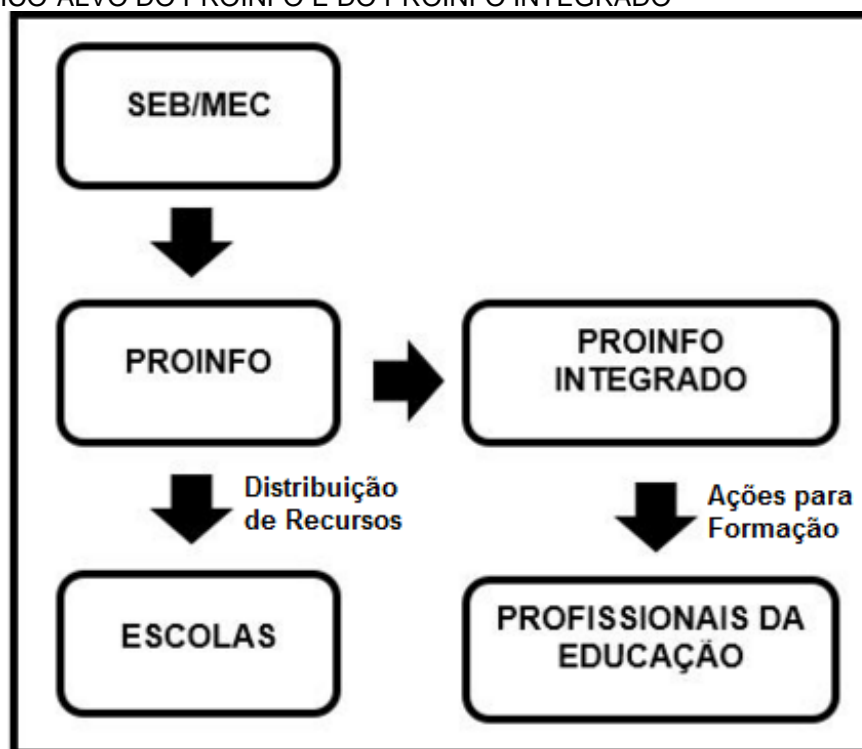 DO PROINFO E DO PROINFO INTEGRADO
SEB/MEC
PROINFO
PROINFO
INTEGRADO
Distribuição
de Recursos
Ações para
Formação
ESCOLAS
PROFISSIONAIS DA
EDUCAÇÃO